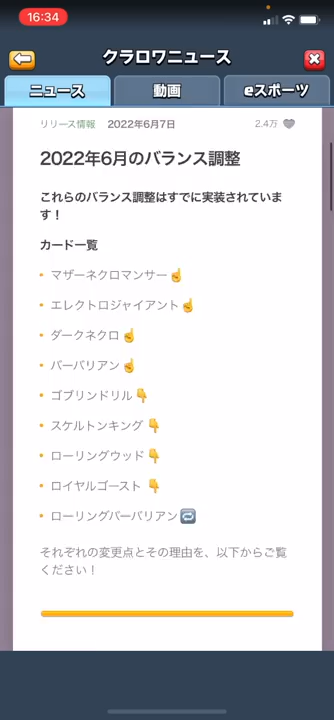 16:34
クラロワニュース
ニュース 動画 eスポーツ
リリース情報 2022年6月7日 2.4万
2022年6月のバランス調整
これらのバランス調整はすでに実装されていま
す！
カード一覧
• マザーネクロマンサー☝️
• エレクトロジャイアント☝️
• ダークネクロ☝️
• バーバリアン☝️
• ゴブリンドリル👇
• スケルトンキング 👇
• ローリングウッド👇
• ロイヤルゴースト 👇
• ローリングバーバリアン🔁
それぞれの変更点とその理由を、以下からご覧
ください！